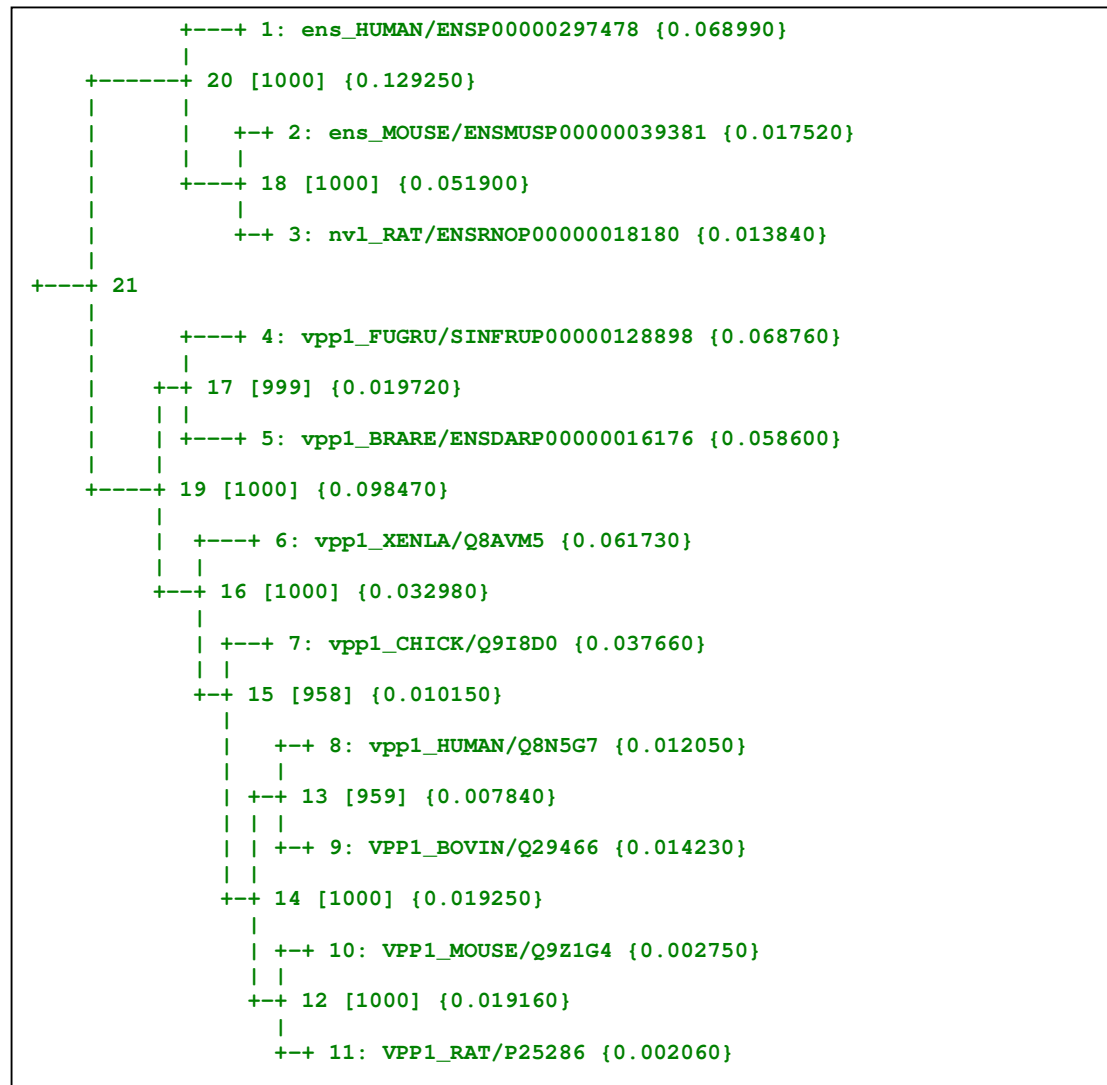 +---+ 1: ens_HUMAN/ENSP00000297478 {0.068990}
|
+------+ 20 [1000] {0.129250}
| |
| | +-+ 2: ens_MOUSE/ENSMUSP00000039381 {0.017520}
| | |
| +---+ 18 [1000] {0.051900}
| |
| +-+ 3: nvl_RAT/ENSRNOP00000018180 {0.013840}
|
+---+ 21
|
| +---+ 4: vpp1_FUGRU/SINFRUP00000128898 {0.068760}
| |
| +-+ 17 [999] {0.019720}
| | |
| | +---+ 5: vpp1_BRARE/ENSDARP00000016176 {0.058600}
| |
+----+ 19 [1000] {0.098470}
|
| +---+ 6: vpp1_XENLA/Q8AVM5 {0.061730}
| |
+--+ 16 [1000] {0.032980}
|
| +--+ 7: vpp1_CHICK/Q9I8D0 {0.037660}
| |
+-+ 15 [958] {0.010150}
|
| +-+ 8: vpp1_HUMAN/Q8N5G7 {0.012050}
| |
| +-+ 13 [959] {0.007840}
| | |
| | +-+ 9: VPP1_BOVIN/Q29466 {0.014230}
| |
+-+ 14 [1000] {0.019250}
|
| +-+ 10: VPP1_MOUSE/Q9Z1G4 {0.002750}
| |
+-+ 12 [1000] {0.019160}
|
+-+ 11: VPP1_RAT/P25286 {0.002060}